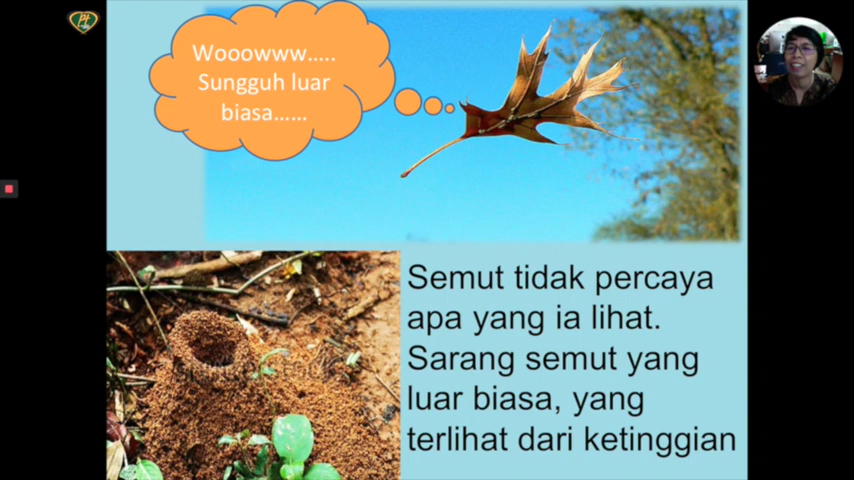 Wooowww.....
Sungguh luar
biasa......
Semut tidak percaya
apa yang ia lihat.
Sarang semut yang
luar biasa, yang
terlihat dari ketinggian